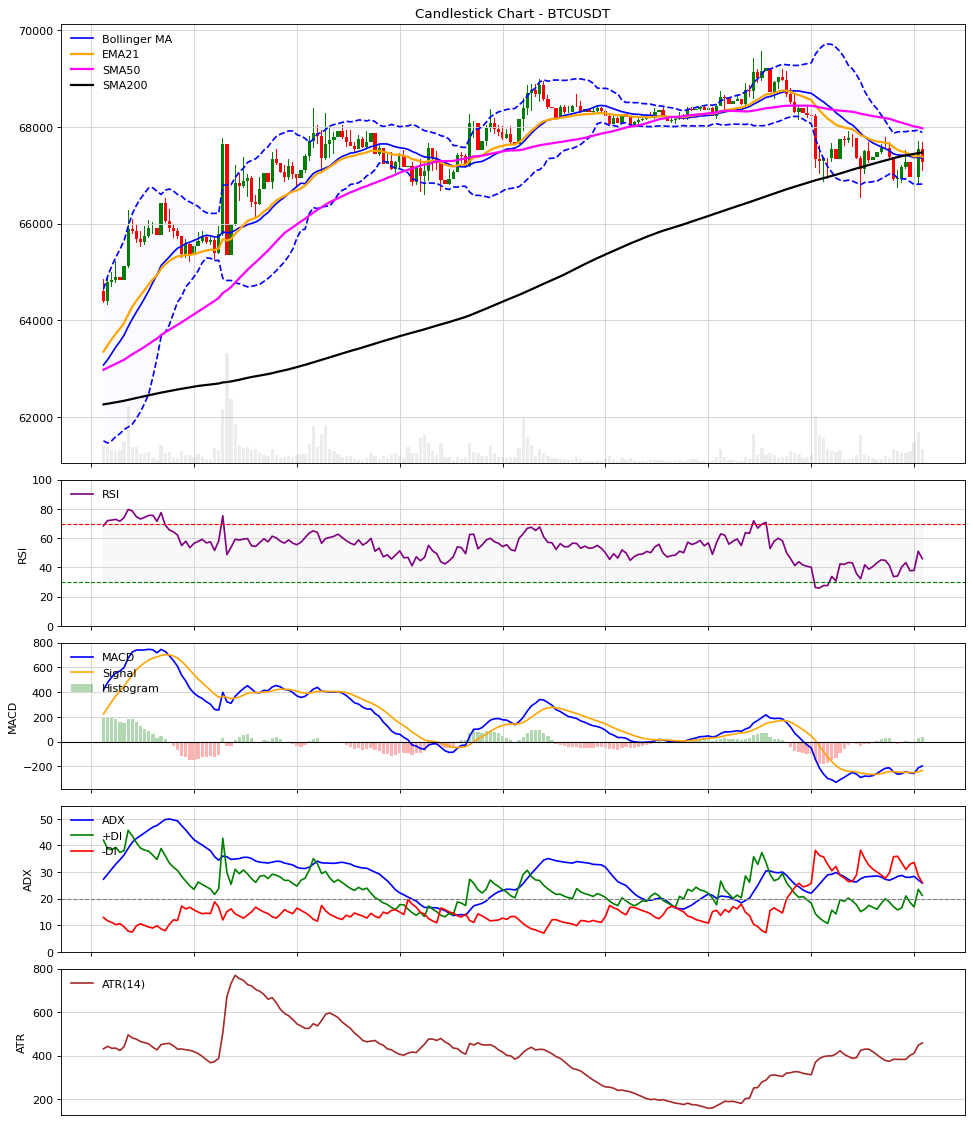 Candlestick Chart - BTCUSDT
70000
68000
66000
64000
62000
Bollinger MA
EMA21
SMA50
SMA200
100
80
60
40
20
0
RSI
RSI
800
600
400
200
0
−200
MACD
MACD
Signal
Histogram
50
40
30
20
10
0
ADX
ADX
+DI
-DI
800
600
400
200
ATR
ATR(14)